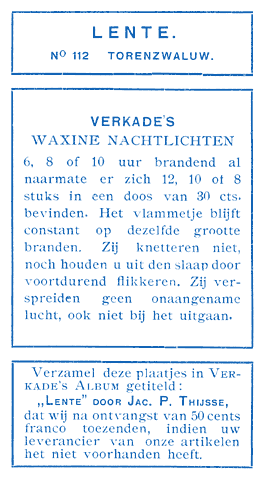 LENTE.
No 112 TORENZWALUW.
VERKADE'S
WAXINE NACHTLICHTEN
6, 8 of 10 uur brandend al
naarmate er zich 12, 10 of 8
stuks in een doos van 30 cts.
bevinden. Het vlammetje blijft
constant op dezelfde grootte
branden. Zij knetteren niet,
noch houden u uit den slaap door
voortdurend flikkeren. Zij ver-
spreiden geen onaangename
lucht, ook niet bij het uitgaan.
Verzamel deze plaatjes in VER-
KADE'S ALBUM getiteld:
„LENTE" DOOR JAC. P. THIJSSE,
dat wij na ontvangst van 50 cents
franco toezenden, indien uw
leverancier van onze artikelen
het niet voorhanden heeft.